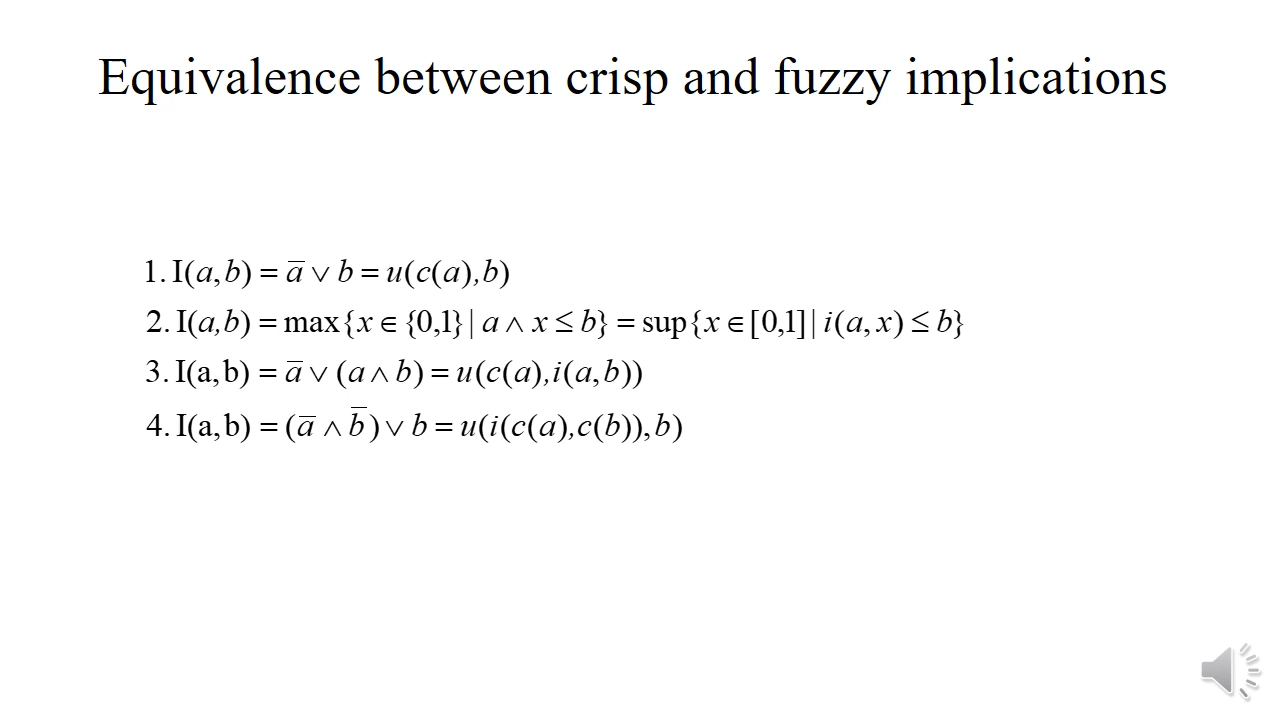 Equivalence between crisp and fuzzy implications
1. I(a,b) = a̅ ∨ b = u(c(a),b)
2. I(a,b) = max{x ∈ {0,1} | a ∧ x ≤ b} = sup{x ∈ [0,1] | i(a,x) ≤ b}
3. I(a,b) = a̅ ∨ (a ∧ b) = u(c(a),i(a,b))
4. I(a,b) = (a̅ ∧ b̅) ∨ b = u(i(c(a),c(b)),b)